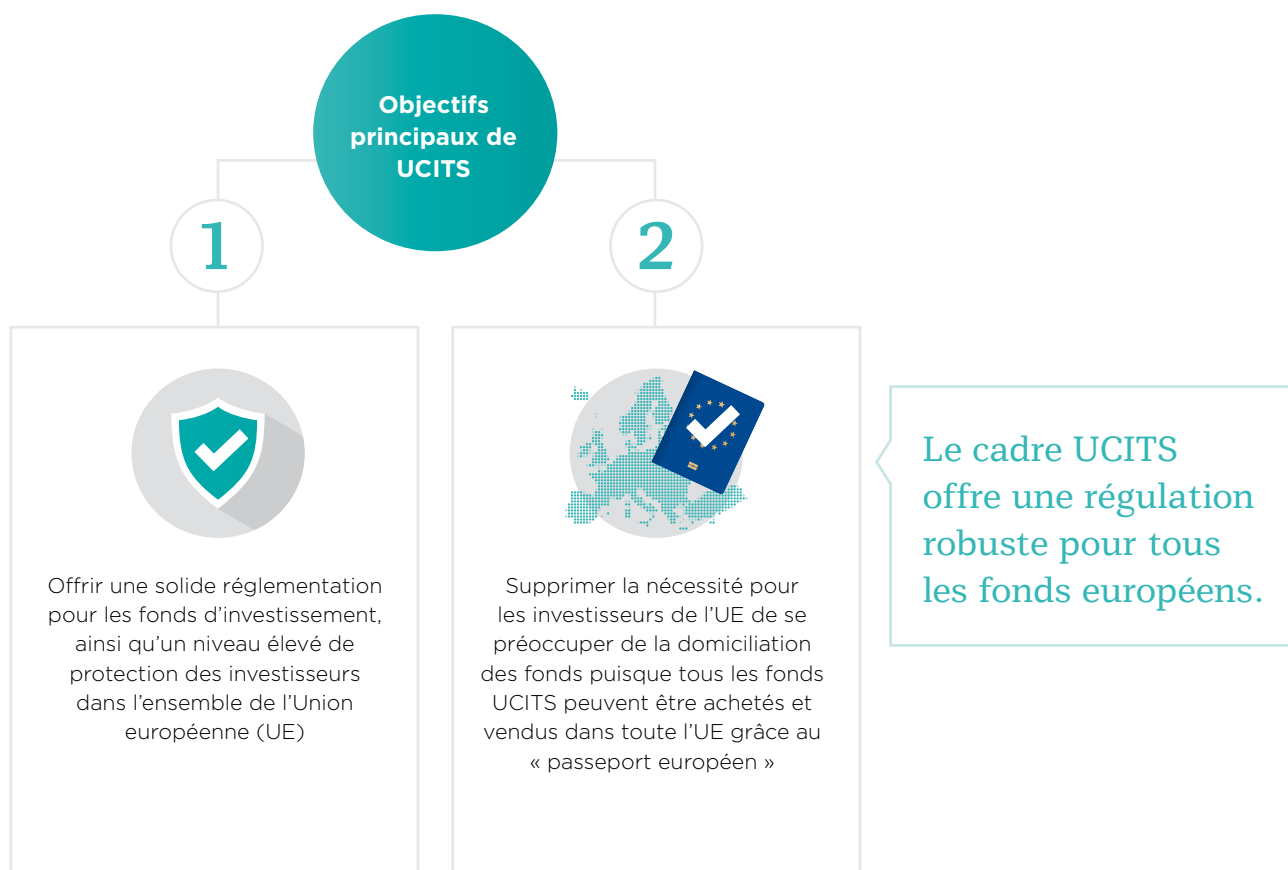 Objectifs
principaux de
UCITS
1
2
Offrir une solide réglementation
pour les fonds d’investissement,
ainsi qu’un niveau élevé de
protection des investisseurs
dans l’ensemble de l’Union
européenne (UE)
Supprimer la nécessité pour
les investisseurs de l’UE de se
préoccuper de la domiciliation
des fonds puisque tous les fonds
UCITS peuvent être achetés et
vendus dans toute l’UE grâce au
« passeport européen »
Le cadre UCITS
offre une régulation
robuste pour tous
les fonds européens.